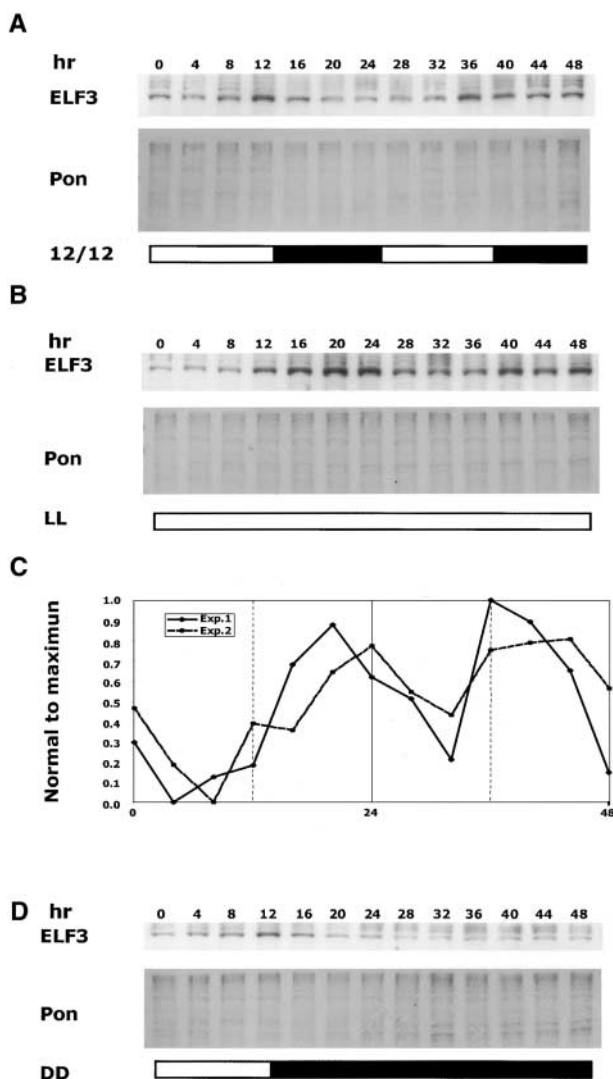 A
hr 0 4 8 12 16 20 24 28 32 36 40 44 48
ELF3
Pon
12/12
B
hr 0 4 8 12 16 20 24 28 32 36 40 44 48
ELF3
Pon
LL
C
Normal to maximun
1.0
0.9
0.8
0.7
0.6
0.5
0.4
0.3
0.2
0.1
0.0
Exp.1
Exp.2
0 24 48
D
hr 0 4 8 12 16 20 24 28 32 36 40 44 48
ELF3
Pon
DD